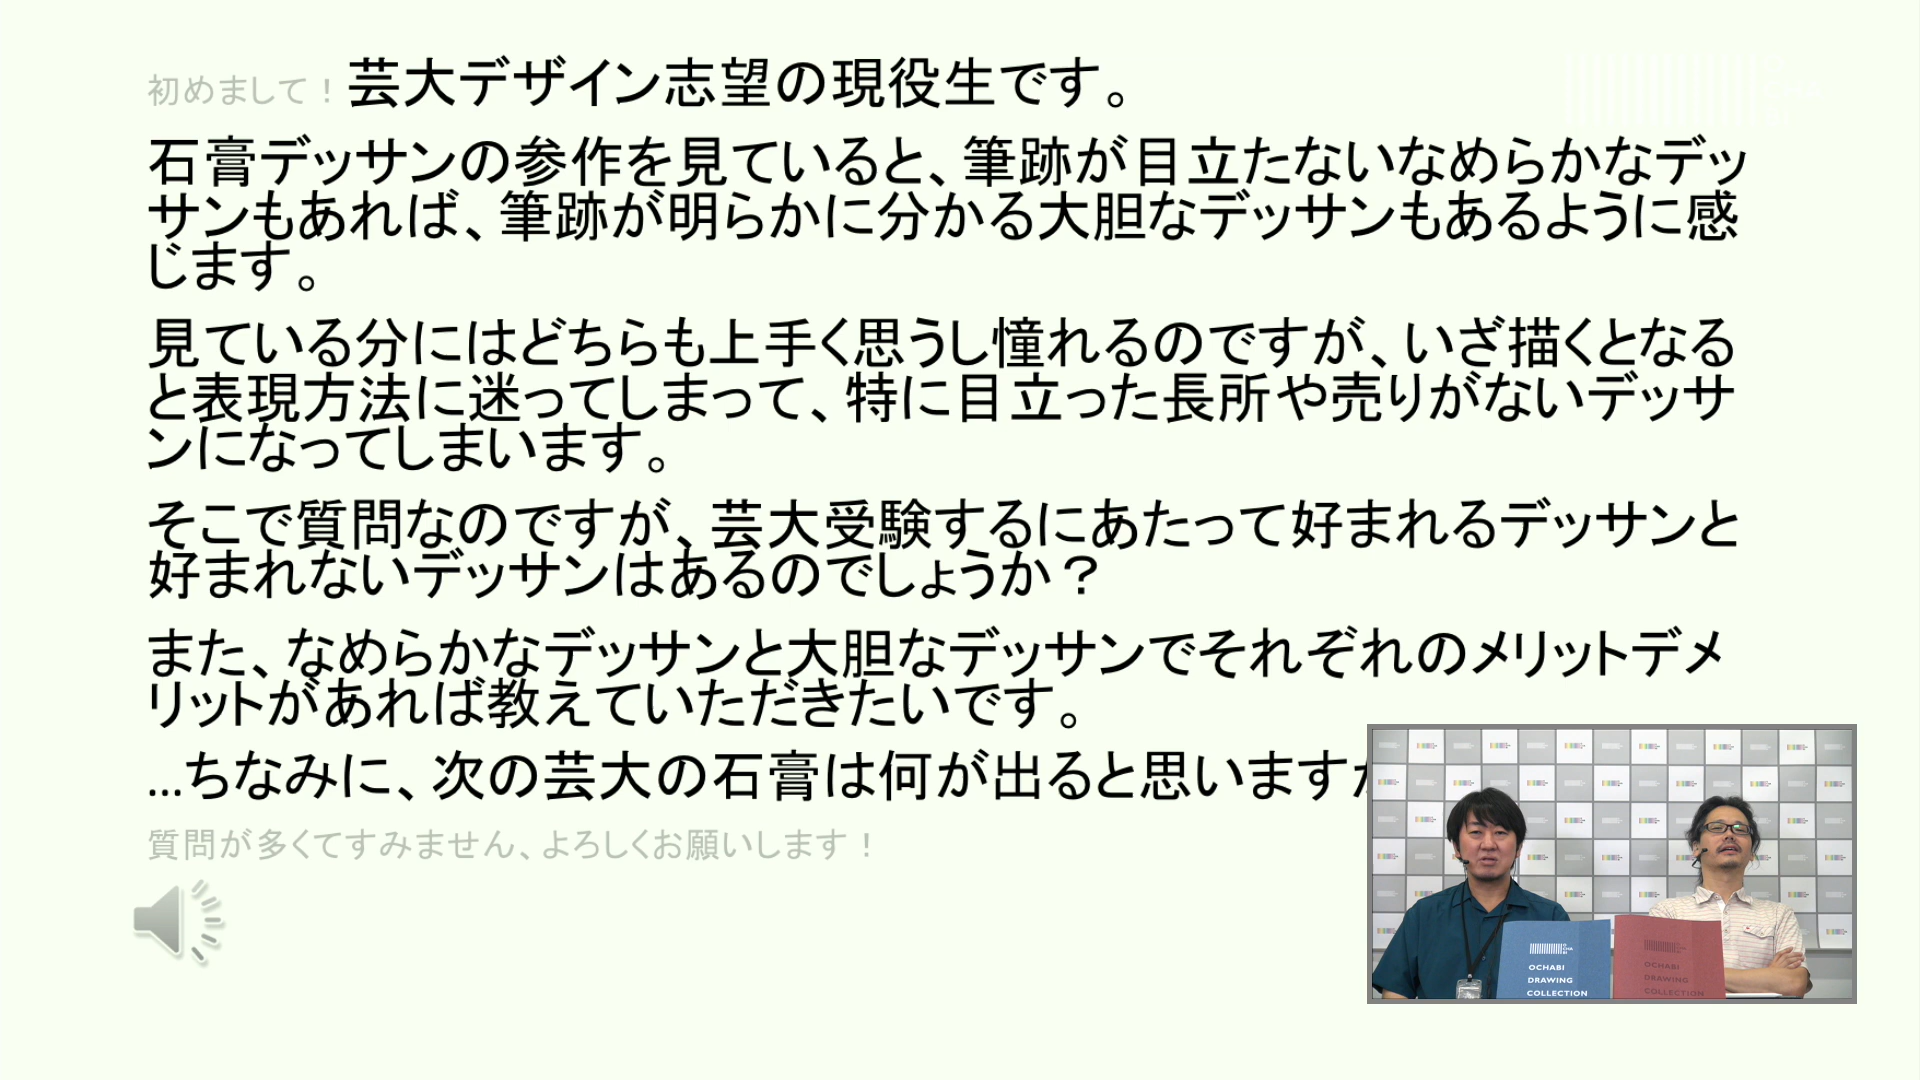 初めまして！芸大デザイン志望の現役生です。
石膏デッサンの参作を見ていると、筆跡が目立たないなめらかなデッ
サンもあれば、筆跡が明らかに分かる大胆なデッサンもあるように感
じます。
見ている分にはどちらも上手く思うし憧れるのですが、いざ描くとなる
と表現方法に迷ってしまって、特に目立った長所や売りがないデッサ
ンになってしまいます。
そこで質問なのですが、芸大受験するにあたって好まれるデッサンと
好まれないデッサンはあるのでしょうか？
また、なめらかなデッサンと大胆なデッサンでそれぞれのメリットデメ
リットがあれば教えていただきたいです。
…ちなみに、次の芸大の石膏は何が出ると思います
質問が多くてすみません、よろしくお願いします！
OCHABI
DRAWING
COLLECTION
OCHABI
DRAWING
COLLECTION